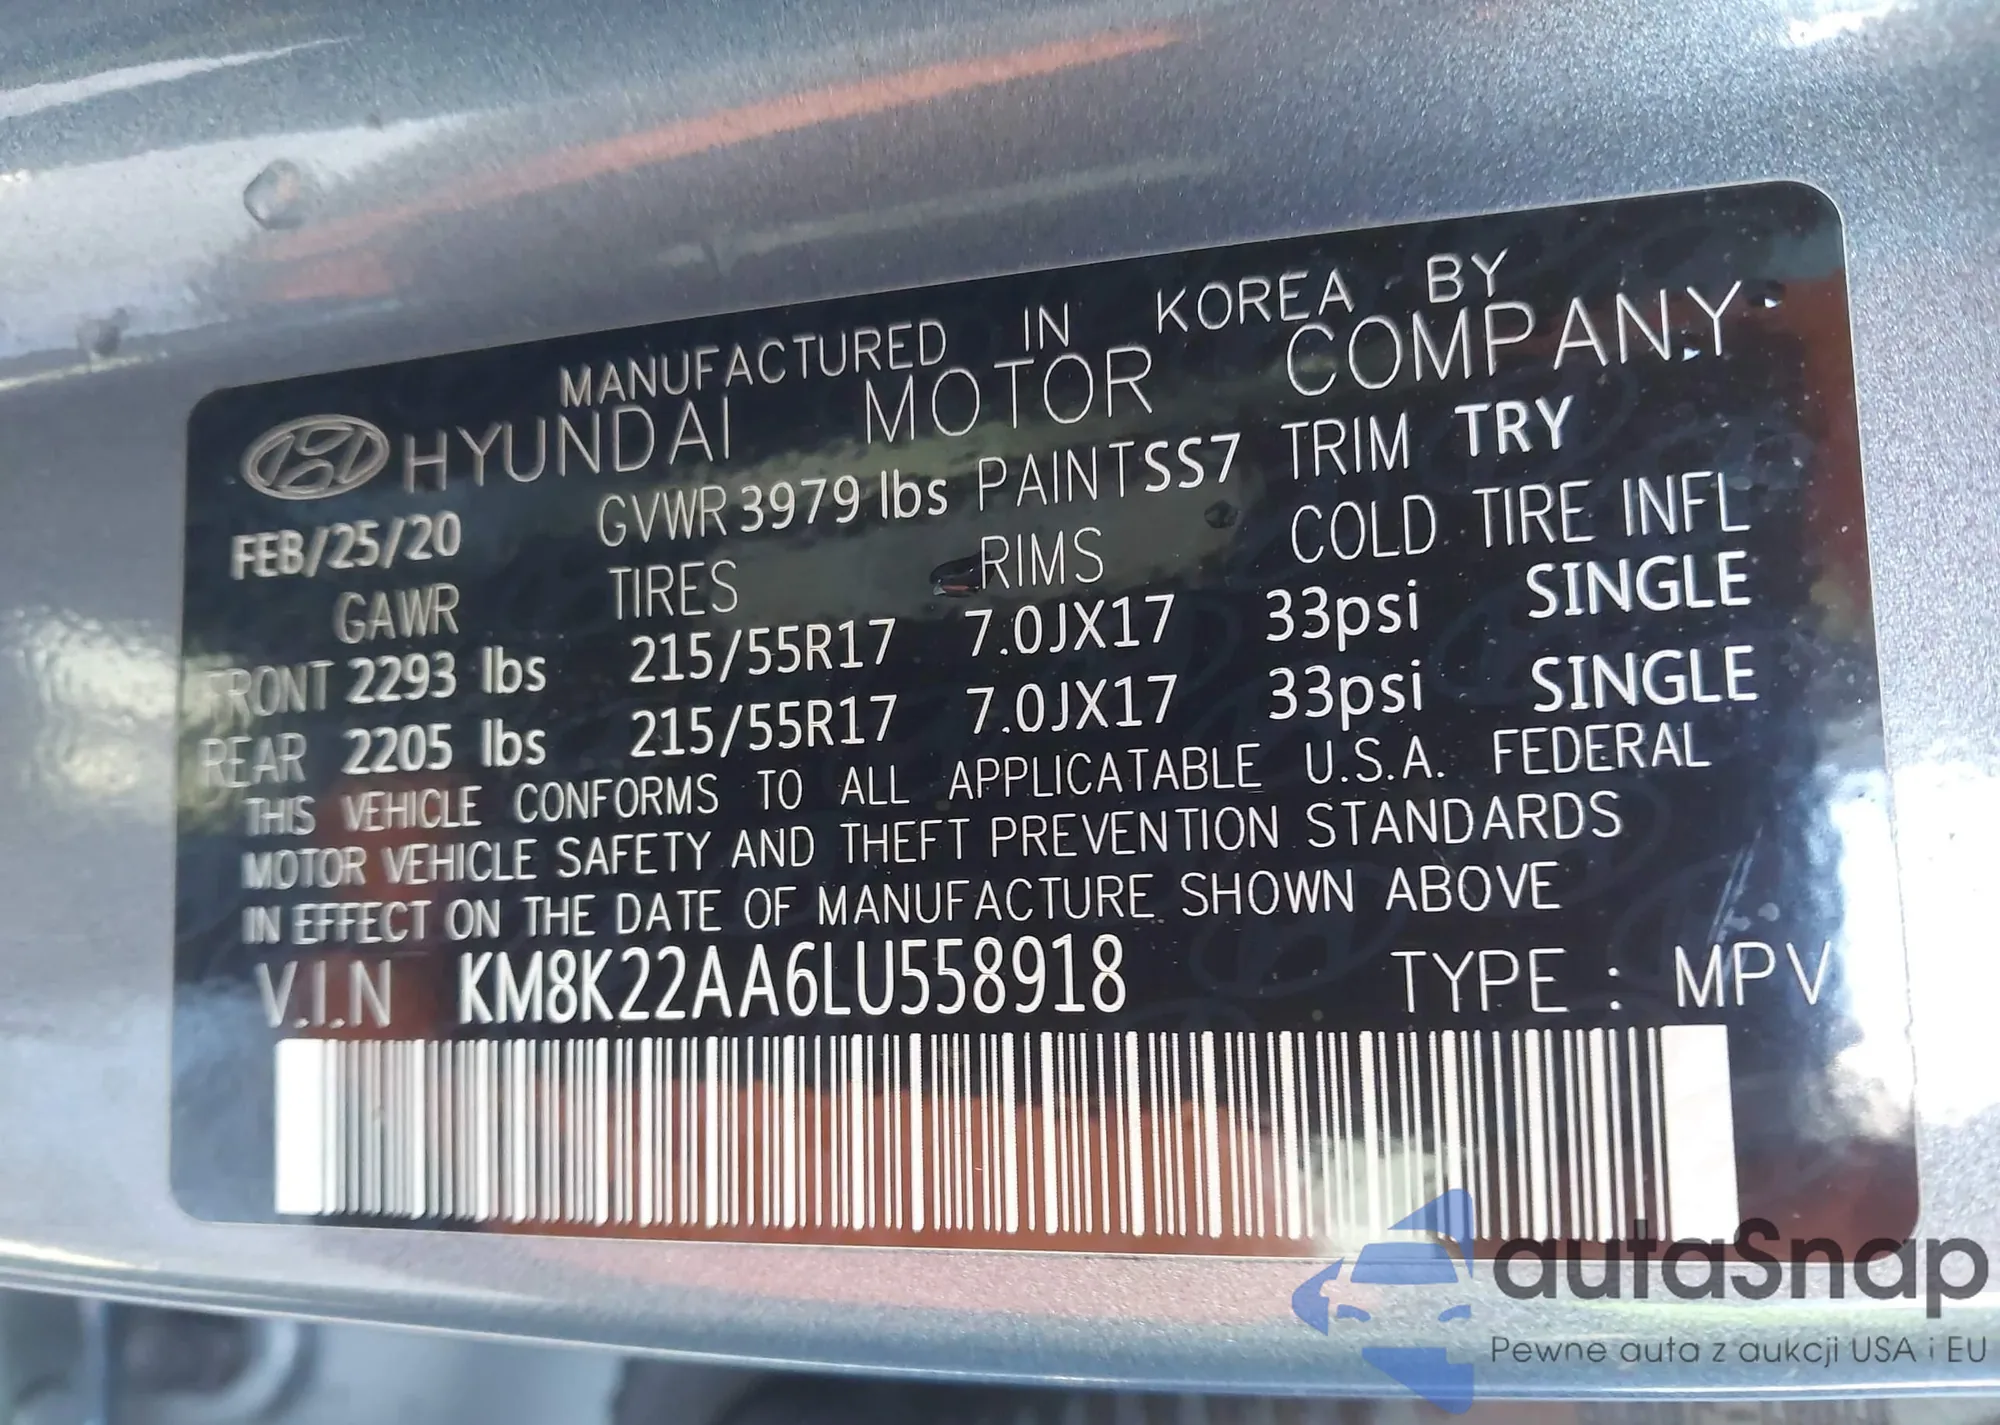 MANUFACTURED IN KOREA BY
HYUNDAI MOTOR COMPANY
FEB/25/20 GVWR 3979 lbs PAINT SS7 TRIM TRY
GAWR TIRES RIMS COLD TIRE INFL
FRONT 2293 lbs 215/55R17 7.0JX17 33psi SINGLE
REAR 2205 lbs 215/55R17 7.0JX17 33psi SINGLE
THIS VEHICLE CONFORMS TO ALL APPLICATABLE U.S.A. FEDERAL
MOTOR VEHICLE SAFETY AND THEFT PREVENTION STANDARDS
IN EFFECT ON THE DATE OF MANUFACTURE SHOWN ABOVE
V.I.N KM8K22AA6LU558918 TYPE : MPV
autaSnap
Pewne auta z aukcji USA i EU